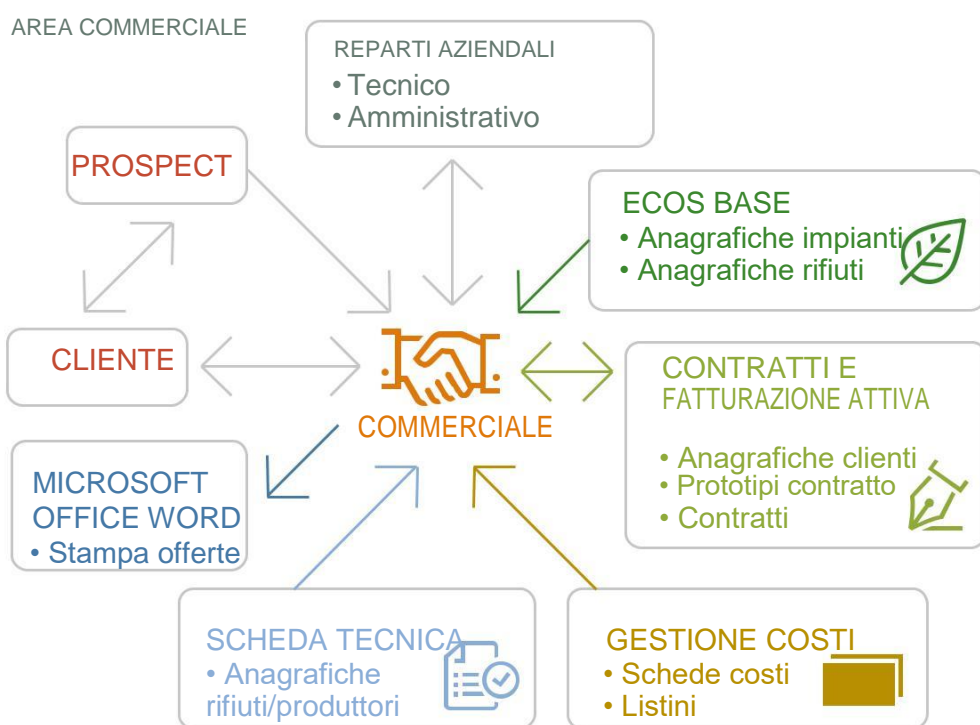 AREA COMMERCIALE
REPARTI AZIENDALI
• Tecnico
• Amministrativo
PROSPECT
ECOS BASE
• Anagrafiche impianti
• Anagrafiche rifiuti
CLIENTE
COMMERCIALE
CONTRATTI E
FATTURAZIONE ATTIVA
• Anagrafiche clienti
• Prototipi contratto
• Contratti
MICROSOFT
OFFICE WORD
• Stampa offerte
SCHEDA TECNICA
• Anagrafiche
rifiuti/produttori
GESTIONE COSTI
• Schede costi
• Listini